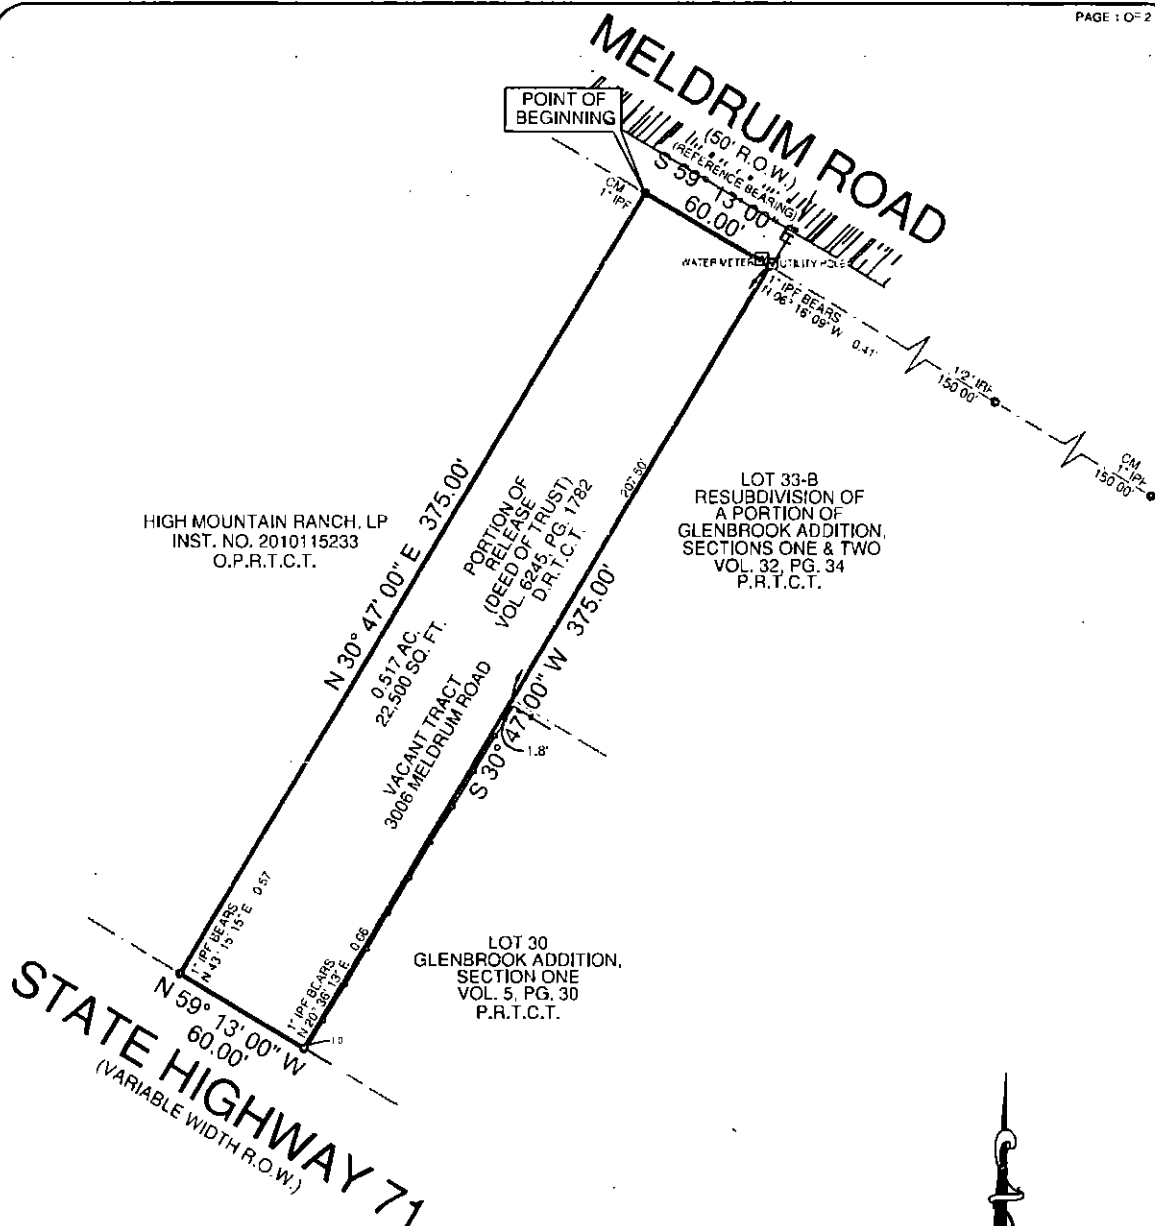 PAGE 1 OF 2
MELDRUM ROAD
(50' R.O.W.)
(REFERENCE BEARING)
S 59° 13' 00" E
60.00'
POINT OF
BEGINNING
CM
1" IPF
WATER METER
UTILITY POLE
1" IPF BEARS
N 06° 16' 09" W 0.41'
1/2" IRF
150.00'
CM
1" IPF
150.00'
HIGH MOUNTAIN RANCH, LP
INST. NO. 2010115233
O.P.R.T.C.T.
N 30° 47' 00" E 375.00'
PORTION OF
RELEASE
(DEED OF TRUST)
VOL. 6245, PG. 1782
D.R.T.C.T.
207.50'
LOT 33-B
RESUBDIVISION OF
A PORTION OF
GLENBROOK ADDITION,
SECTIONS ONE & TWO
VOL. 32, PG. 34
P.R.T.C.T.
0.517 AC.
22,500 SQ. FT.
VACANT TRACT
3006 MELDRUM ROAD
S 30° 47' 00" W 375.00'
1.8'
1" IPF BEARS
N 43° 15' 15" E 0.57
1" IPF BEARS
N 20° 36' 13" E 0.66
LOT 30
GLENBROOK ADDITION,
SECTION ONE
VOL. 5, PG. 30
P.R.T.C.T.
N 59° 13' 00" W
60.00'
STATE HIGHWAY 71
(VARIABLE WIDTH R.O.W.)